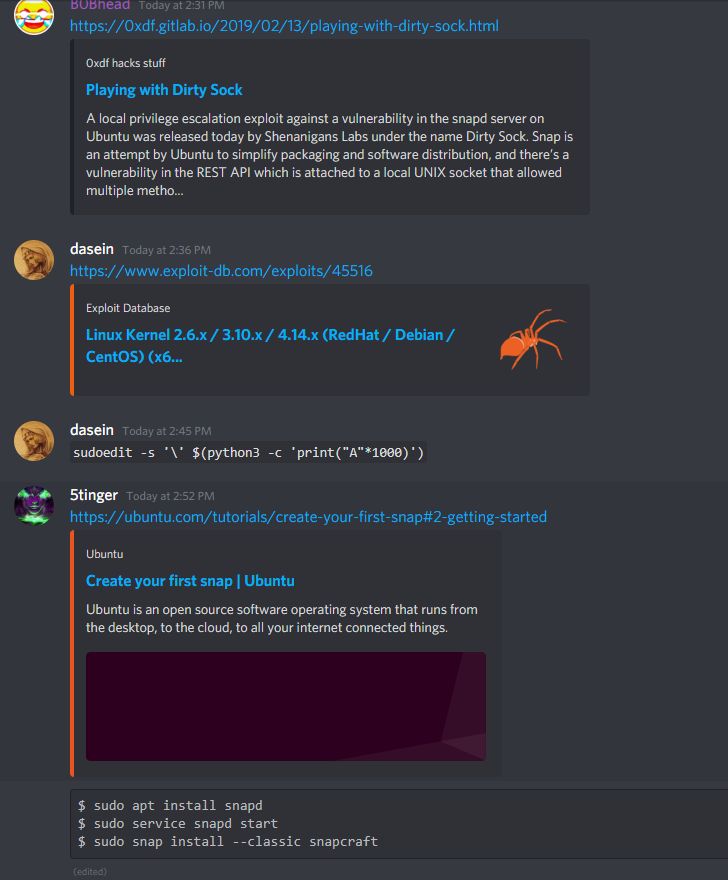 BOBhead Today at 2:31 PM
https://0xdf.gitlab.io/2019/02/13/playing-with-dirty-sock.html
0xdf hacks stuff
Playing with Dirty Sock
A local privilege escalation exploit against a vulnerability in the snapd server on
Ubuntu was released today by Shenanigans Labs under the name Dirty Sock. Snap is
an attempt by Ubuntu to simplify packaging and software distribution, and there's a
vulnerability in the REST API which is attached to a local UNIX socket that allowed
multiple metho...
dasein Today at 2:36 PM
https://www.exploit-db.com/exploits/45516
Exploit Database
Linux Kernel 2.6.x / 3.10.x / 4.14.x (RedHat / Debian /
CentOS) (x6...
dasein Today at 2:45 PM
sudoedit -s '\' $(python3 -c 'print("A"*1000)')
5tinger Today at 2:52 PM
https://ubuntu.com/tutorials/create-your-first-snap#2-getting-started
Ubuntu
Create your first snap | Ubuntu
Ubuntu is an open source software operating system that runs from
the desktop, to the cloud, to all your internet connected things.
$ sudo apt install snapd
$ sudo service snapd start
$ sudo snap install --classic snapcraft
(edited)